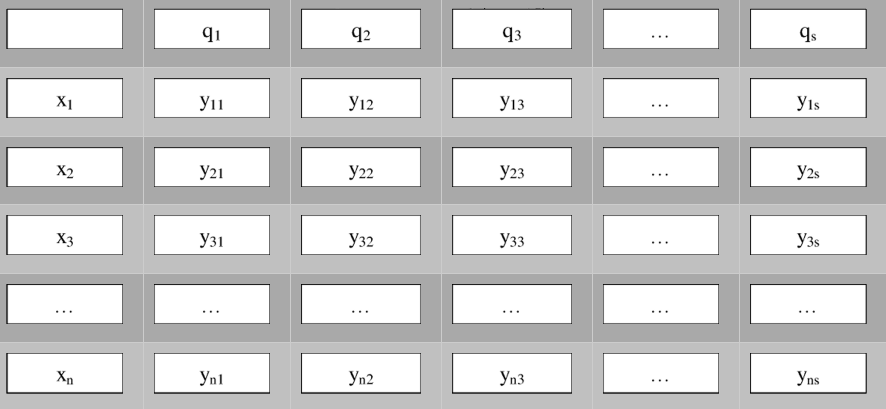 q₁ q₂ q₃ ... qₛ
x₁ y₁₁ y₁₂ y₁₃ ... y₁ₛ
x₂ y₂₁ y₂₂ y₂₃ ... y₂ₛ
x₃ y₃₁ y₃₂ y₃₃ ... y₃ₛ
... ... ... ... ... ...
xₙ yₙ₁ yₙ₂ yₙ₃ ... yₙₛ